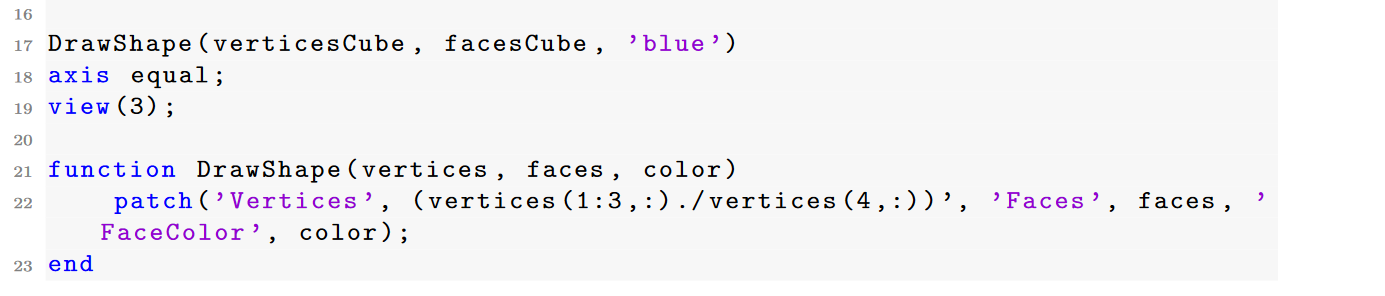 16
17 DrawShape(verticesCube, facesCube, 'blue')
18 axis equal;
19 view(3);
20
21 function DrawShape(vertices, faces, color)
22     patch('Vertices', (vertices(1:3,:)./vertices(4,:))', 'Faces', faces, '
FaceColor', color);
23 end